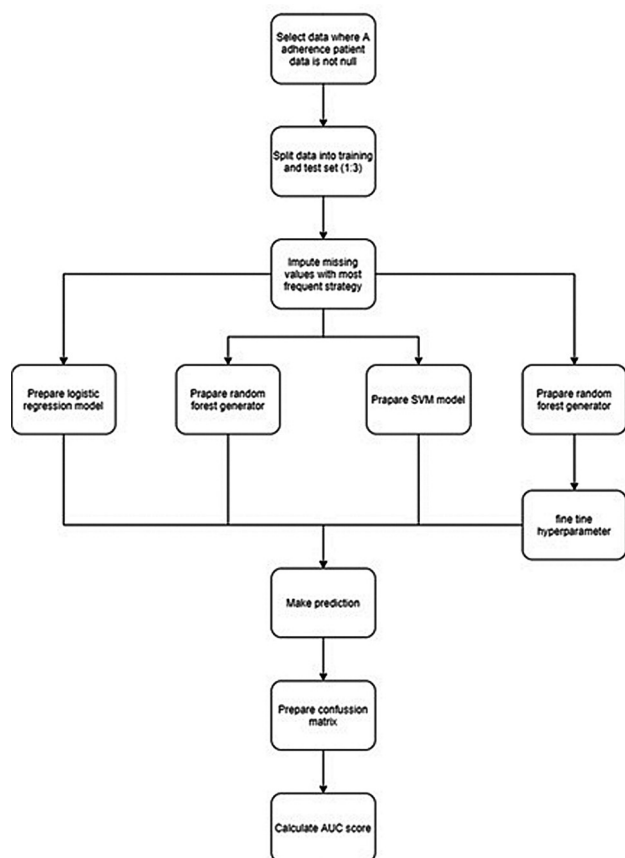 Select data where A
adherence patient
data is not null
Split data into training
and test set (1:3)
Impute missing
values with most
frequent strategy
Prepare logistic
regression model
Prapare random
forest generator
Prapare SVM model
Prapare random
forest generator
fine tine
hyperparameter
Make prediction
Prepare confussion
matrix
Calculate AUC score